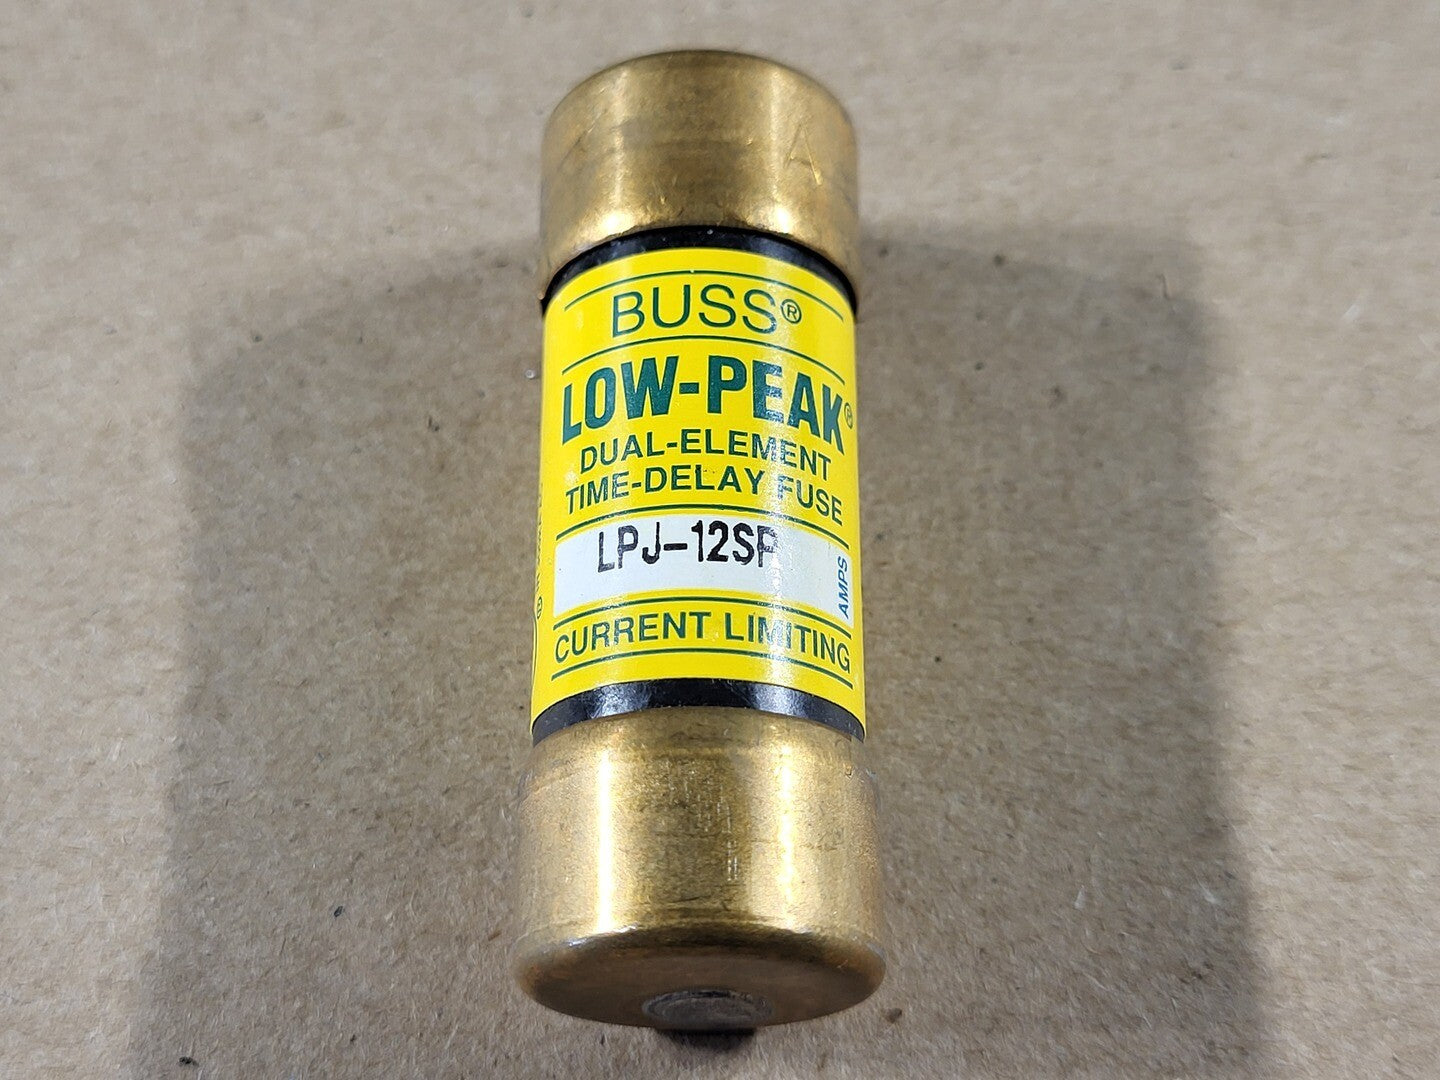 A
BUSS®
LOW-PEAK®
DUAL-ELEMENT
TIME-DELAY FUSE
LPJ-12SP
AMPS
CURRENT LIMITING